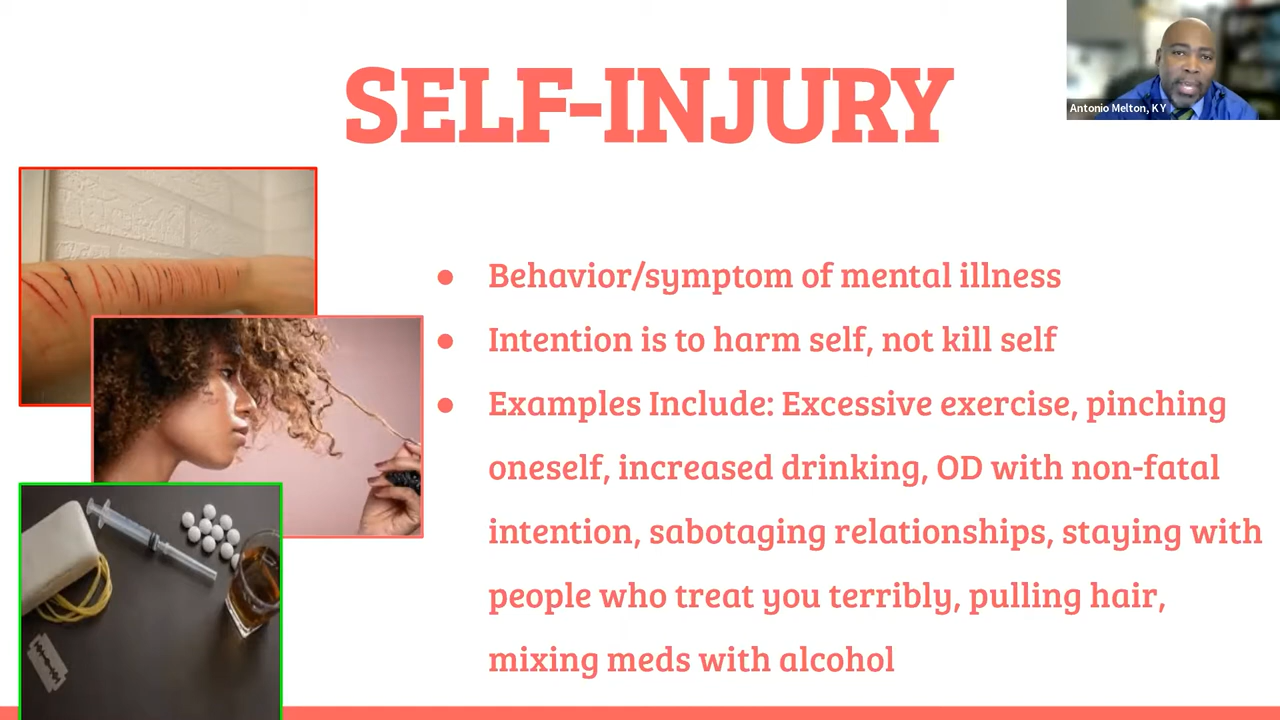 SELF-INJURY
Antonio Melton, KY
● Behavior/symptom of mental illness
● Intention is to harm self, not kill self
● Examples Include: Excessive exercise, pinching
oneself, increased drinking, OD with non-fatal
intention, sabotaging relationships, staying with
people who treat you terribly, pulling hair,
mixing meds with alcohol